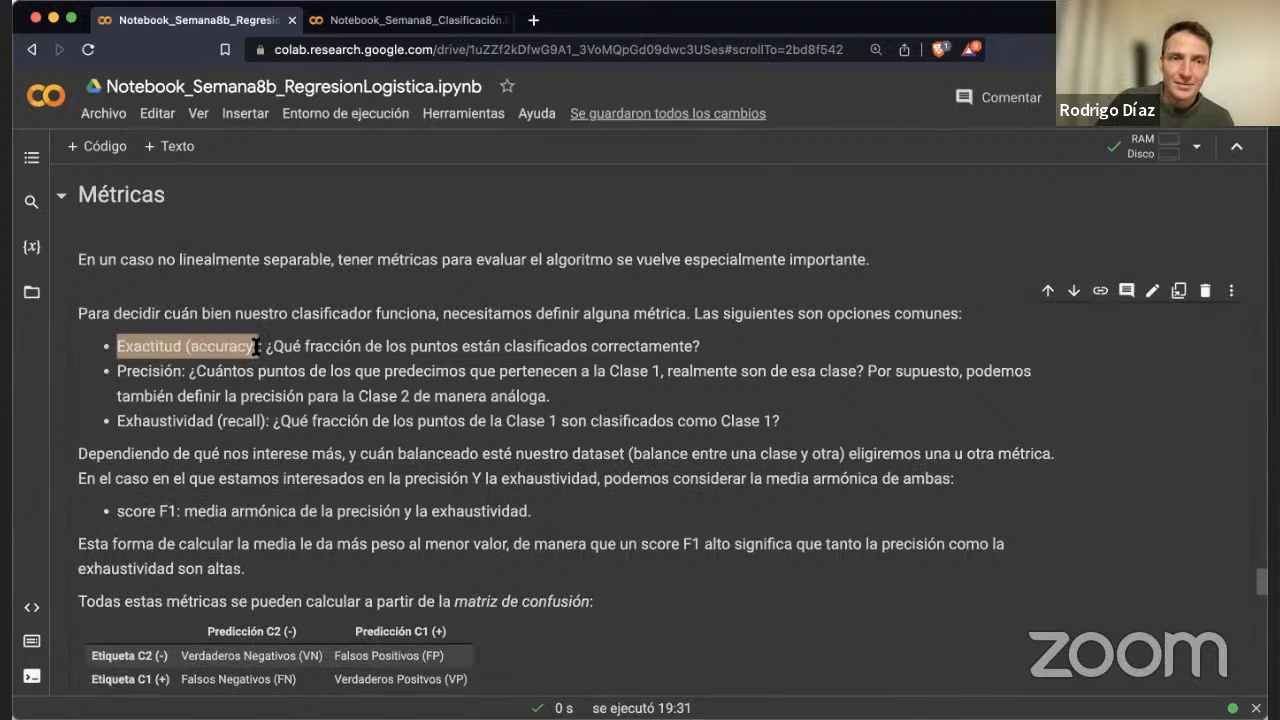 Notebook_Semana8b_Regresi
Notebook_Semana8_Clasificación.
colab.research.google.com/drive/1uZZf2kDfwG9A1_3VoMQpGd09dwc3USes#scrollTo=2bd8f542
1
9
Notebook_Semana8b_RegresionLogistica.ipynb
Comentar
Rodrigo Díaz
Archivo Editar Ver Insertar Entorno de ejecución Herramientas Ayuda Se guardaron todos los cambios
+ Código + Texto
RAM
Disco
Métricas
En un caso no linealmente separable, tener métricas para evaluar el algoritmo se vuelve especialmente importante.
Para decidir cuán bien nuestro clasificador funciona, necesitamos definir alguna métrica. Las siguientes son opciones comunes:
• Exactitud (accuracy): ¿Qué fracción de los puntos están clasificados correctamente?
• Precisión: ¿Cuántos puntos de los que predecimos que pertenecen a la Clase 1, realmente son de esa clase? Por supuesto, podemos
también definir la precisión para la Clase 2 de manera análoga.
• Exhaustividad (recall): ¿Qué fracción de los puntos de la Clase 1 son clasificados como Clase 1?
Dependiendo de qué nos interese más, y cuán balanceado esté nuestro dataset (balance entre una clase y otra) eligiremos una u otra métrica.
En el caso en el que estamos interesados en la precisión Y la exhaustividad, podemos considerar la media armónica de ambas:
• score F1: media armónica de la precisión y la exhaustividad.
Esta forma de calcular la media le da más peso al menor valor, de manera que un score F1 alto significa que tanto la precisión como la
exhaustividad son altas.
Todas estas métricas se pueden calcular a partir de la matriz de confusión:
Predicción C2 (-) Predicción C1 (+)
Etiqueta C2 (-) Verdaderos Negativos (VN) Falsos Positivos (FP)
Etiqueta C1 (+) Falsos Negativos (FN) Verdaderos Positvos (VP)
zoom
0 s se ejecutó 19:31